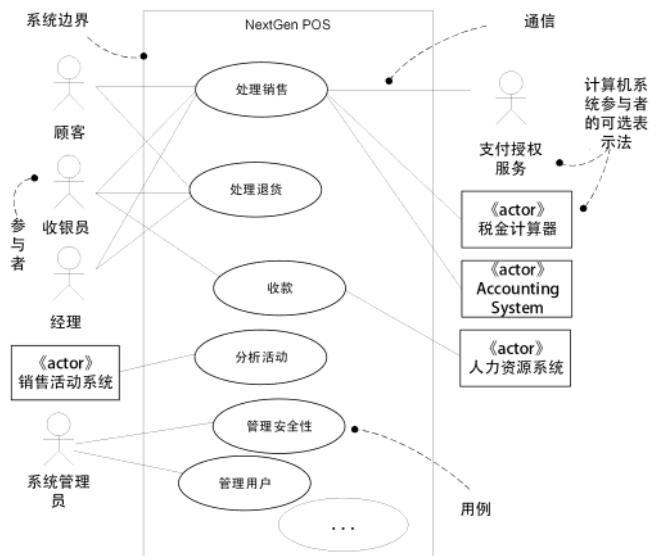 系统边界
NextGen POS
通信
处理销售
顾客
支付授权
服务
计算机系
统参与者
的可选表
示法
参
与
者
收银员
处理退货
《actor》
税金计算器
经理
收款
《actor》
Accounting
System
《actor》
销售活动系统
分析活动
《actor》
人力资源系统
系统管理
员
管理安全性
管理用户
用例
...